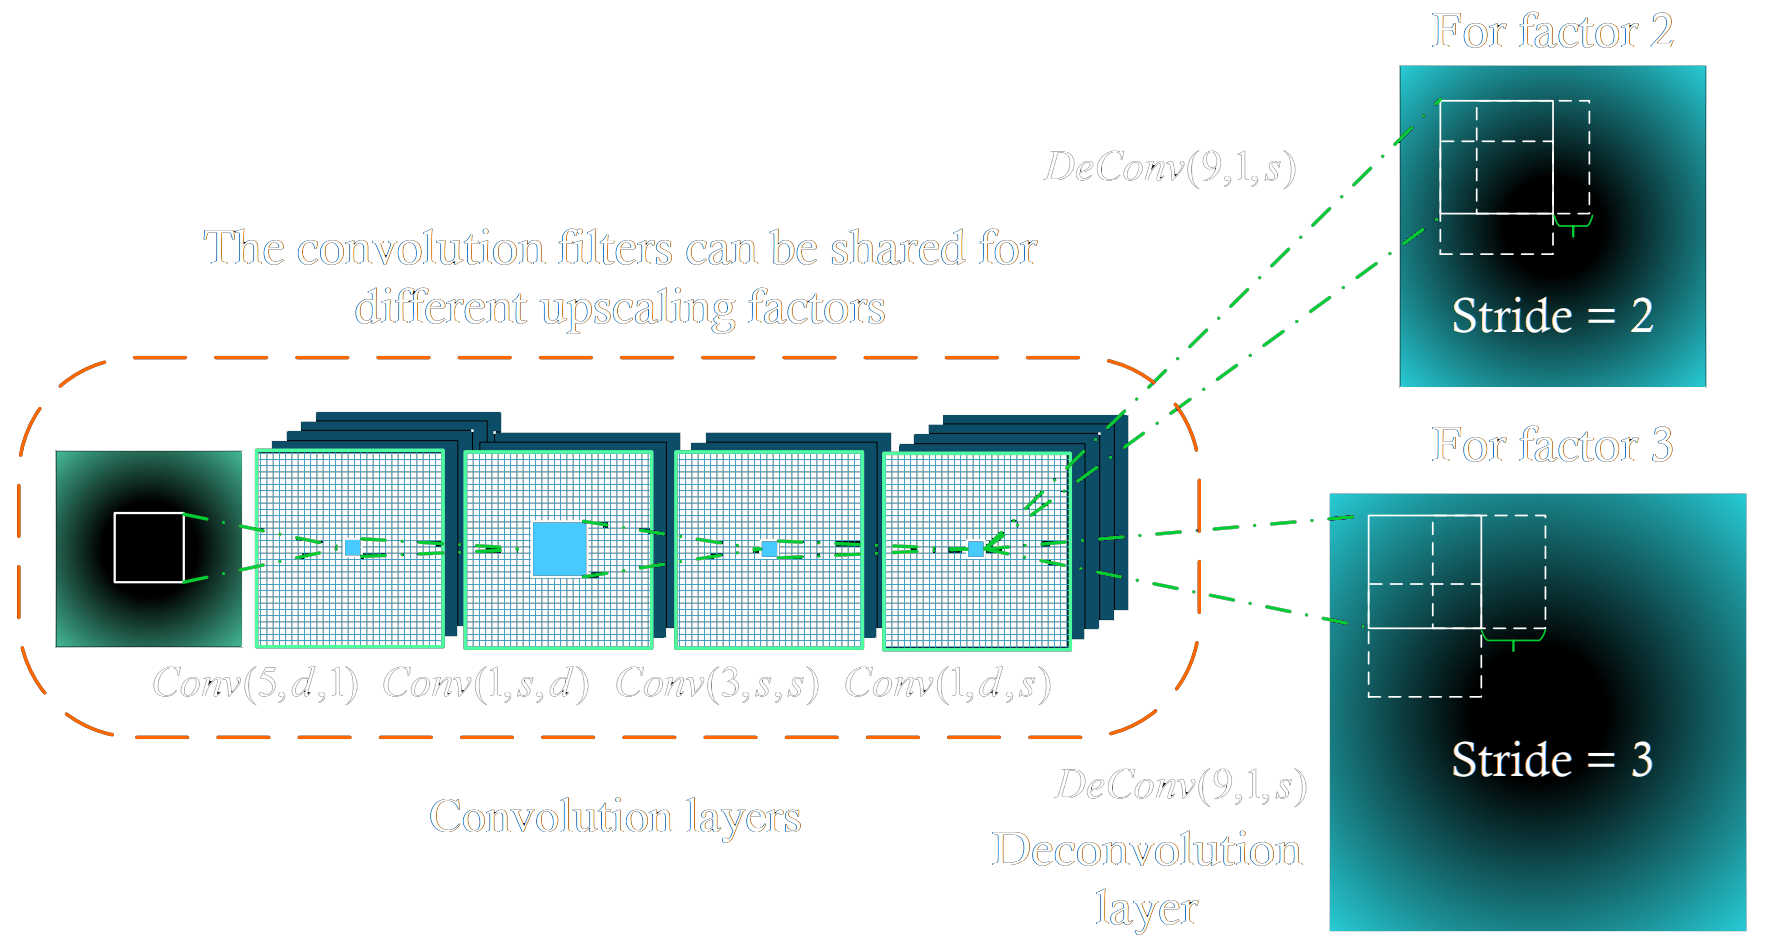 For factor 2
DeConv(9,1,s)
Stride = 2
The convolution filters can be shared for
different upscaling factors
For factor 3
Conv(5,d,1) Conv(1,s,d) Conv(3,s,s) Conv(1,d,s)
Stride = 3
DeConv(9,1,s)
Convolution layers
Deconvolution
layer